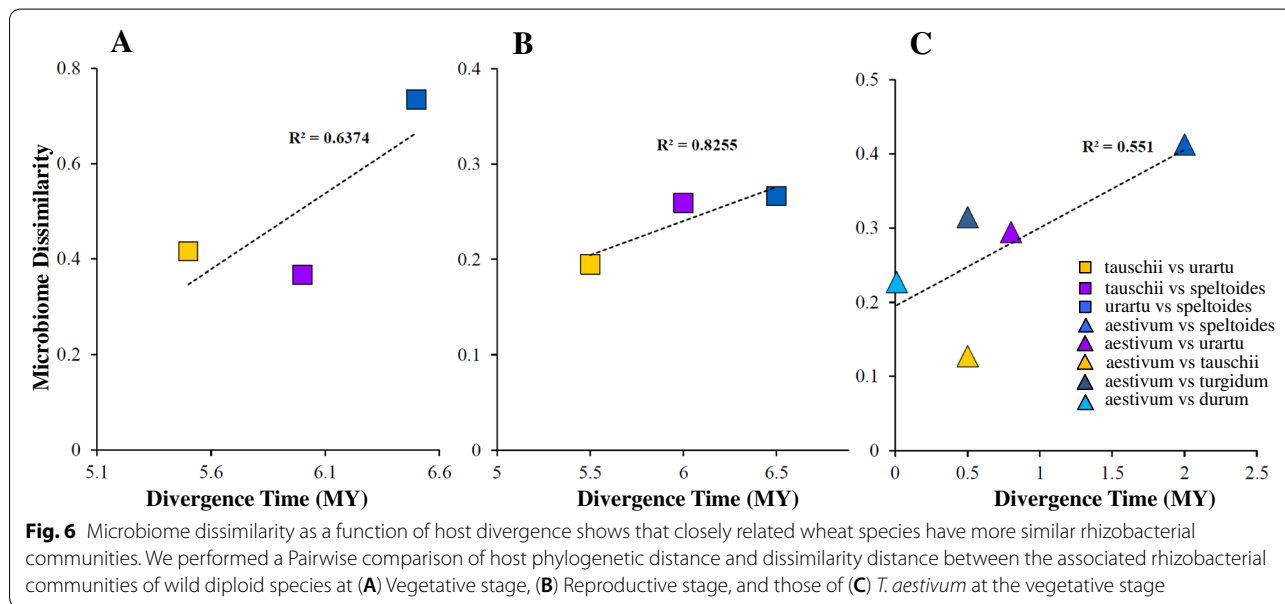 A
B
C
Microbiome Dissimilarity
0.8
0.6
0.4
0.2
0
R² = 0.6374
5.1 5.6 6.1 6.6
Divergence Time (MY)
0.4
0.3
0.2
0.1
0
R² = 0.8255
5 5.5 6 6.5
Divergence Time (MY)
0.5
0.4
0.3
0.2
0.1
0
R² = 0.551
tauschii vs urartu
tauschii vs speltoides
urartu vs speltoides
aestivum vs speltoides
aestivum vs urartu
aestivum vs tauschii
aestivum vs turgidum
aestivum vs durum
0 0.5 1 1.5 2 2.5
Divergence Time (MY)
Fig. 6 Microbiome dissimilarity as a function of host divergence shows that closely related wheat species have more similar rhizobacterial
communities. We performed a Pairwise comparison of host phylogenetic distance and dissimilarity distance between the associated rhizobacterial
communities of wild diploid species at (A) Vegetative stage, (B) Reproductive stage, and those of (C) T. aestivum at the vegetative stage